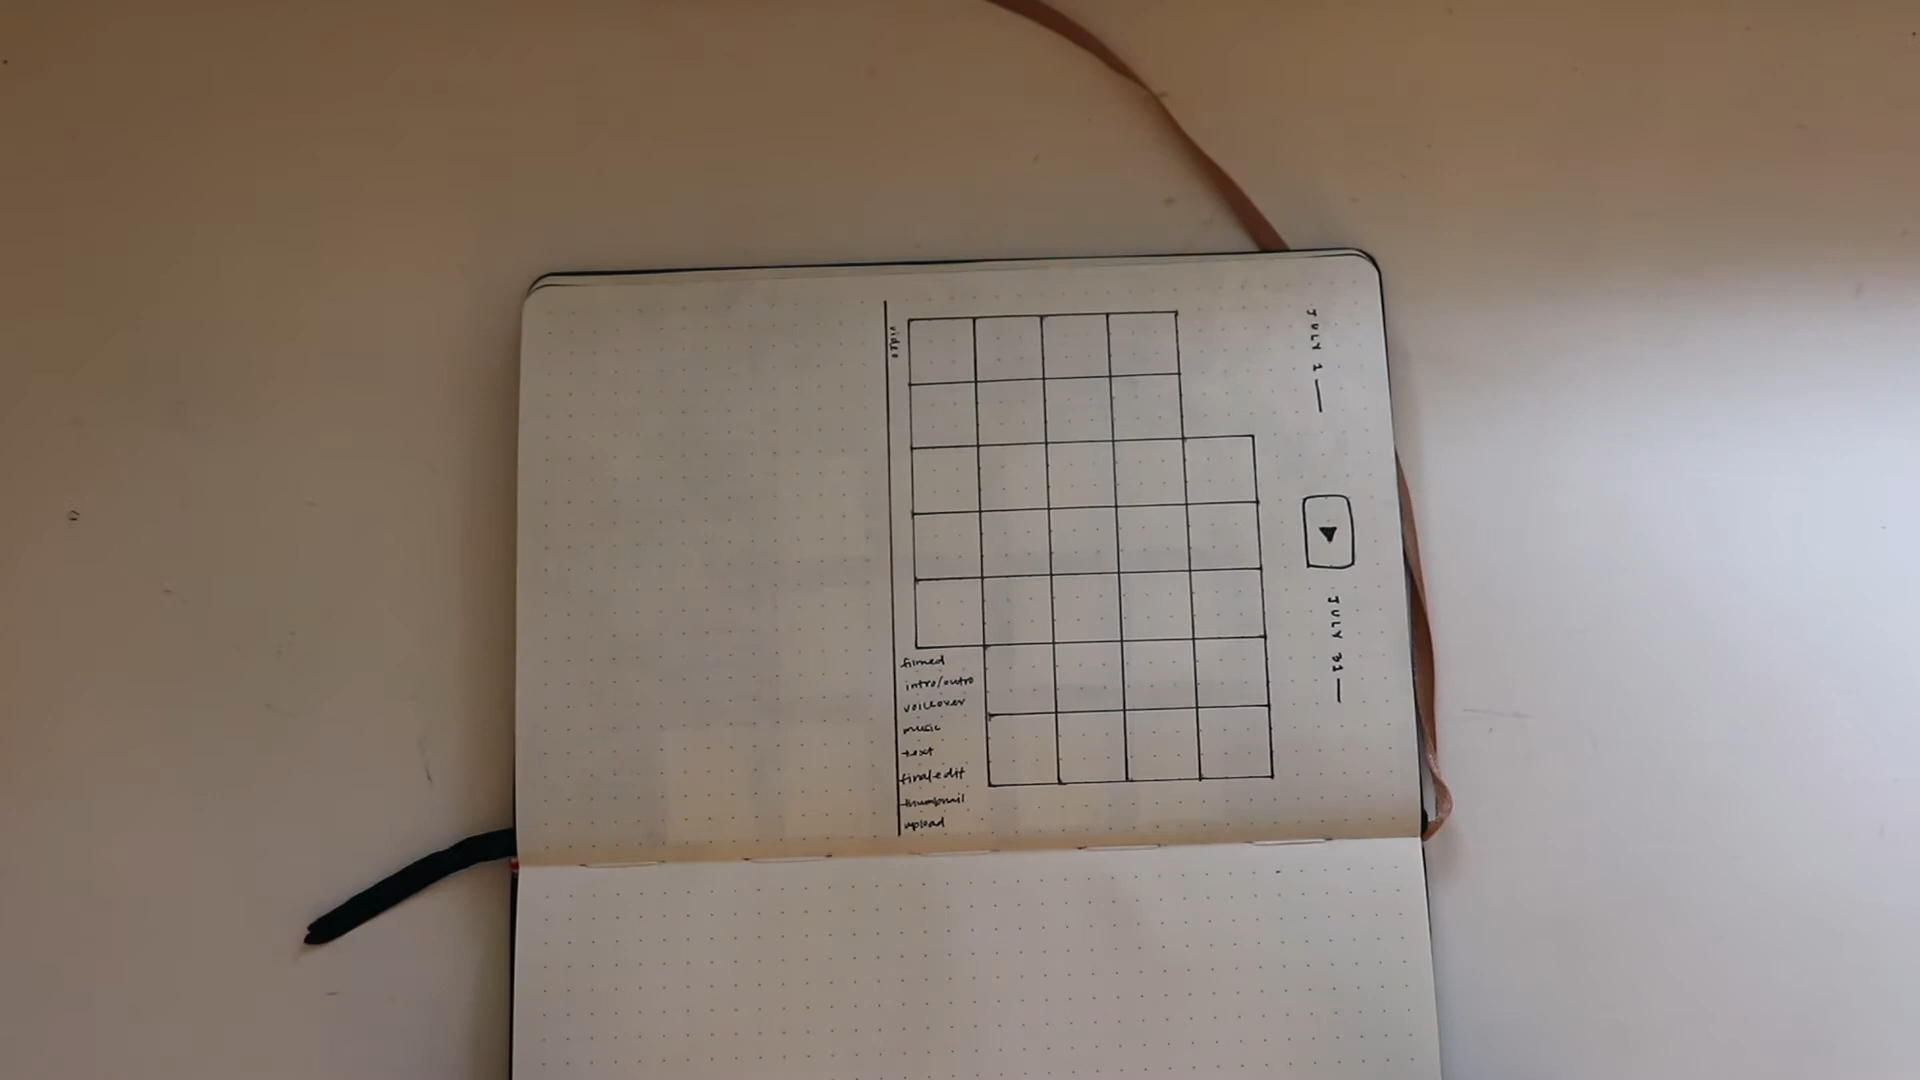 JULY 1 —
JULY 31 —
video
filmed
intro/outro
voiceover
music
text
final edit
thumbnail
upload